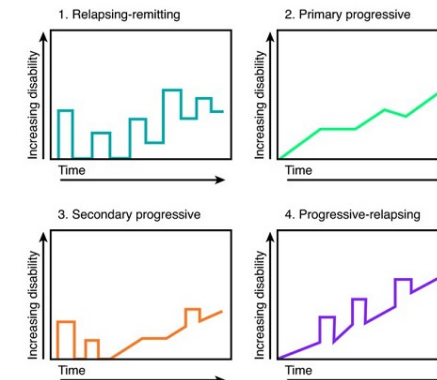 1. Relapsing-remitting
Increasing disability
Time
2. Primary progressive
Increasing disability
Time
3. Secondary progressive
Increasing disability
Time
4. Progressive-relapsing
Increasing disability
Time